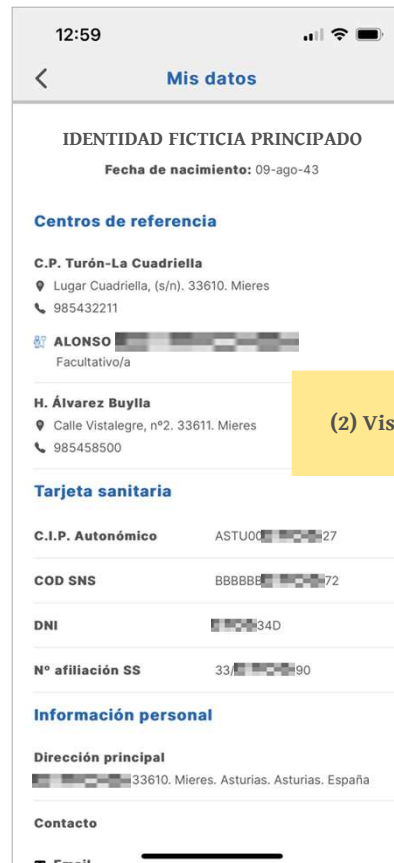 12:59
Mis datos
IDENTIDAD FICTICIA PRINCIPADO
Fecha de nacimiento: 09-ago-43
Centros de referencia
C.P. Turón-La Cuadriella
Lugar Cuadriella, (s/n). 33610. Mieres
985432211
ALONSO
Facultativo/a
H. Álvarez Buylla
Calle Vistalegre, nº2. 33611. Mieres
985458500
(2) Vis
Tarjeta sanitaria
C.I.P. Autonómico ASTU00 27
COD SNS BBBBBB 72
DNI 34D
Nº afiliación SS 33/ 90
Información personal
Dirección principal
33610. Mieres. Asturias. Asturias. España
Contacto